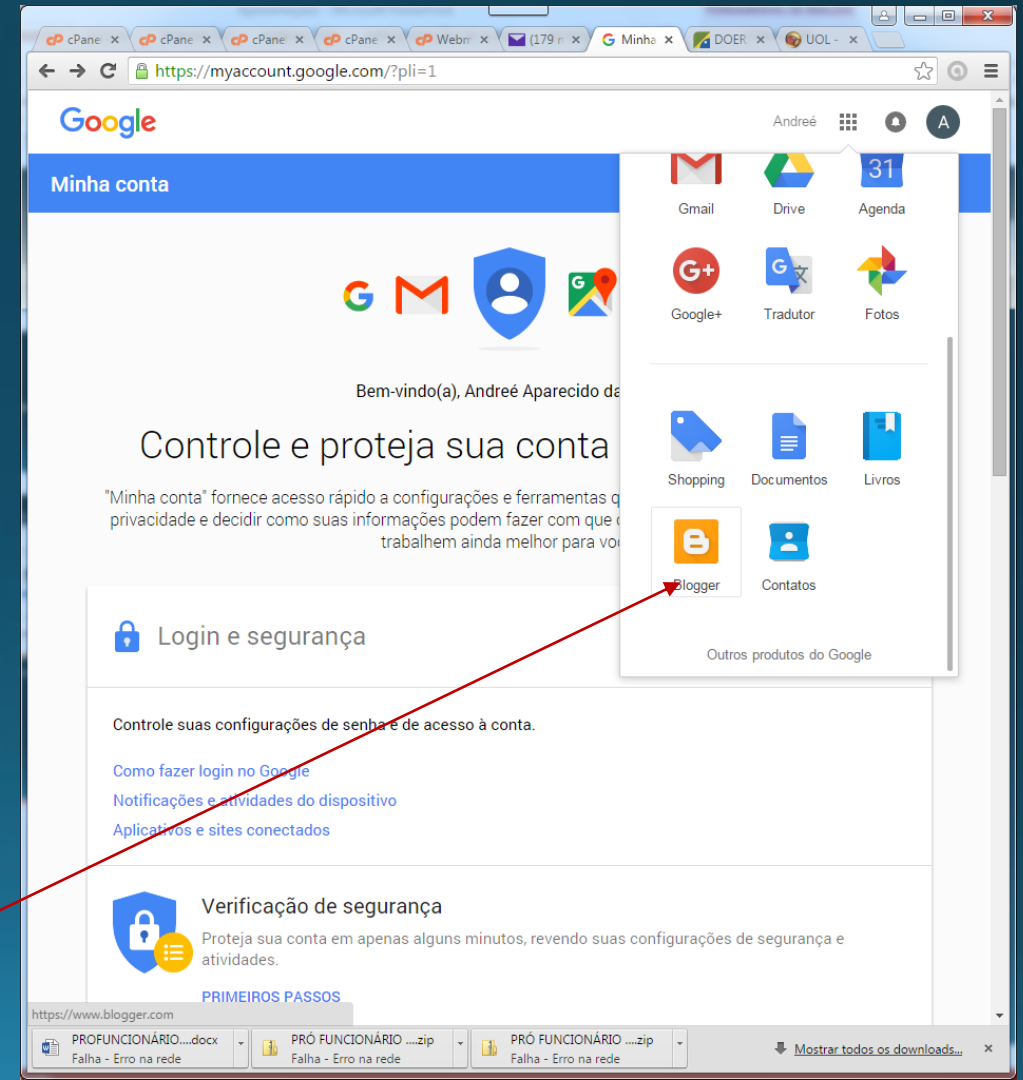 cPane
cPane
cPanel
cPane
Webm
(179 n
Minha
DOER
UOL -
https://myaccount.google.com/?pli=1
Google
Andreé
A
Minha conta
31
Gmail
Drive
Agenda
G+
G
Google+
Tradutor
Fotos
Bem-vindo(a), Andreé Aparecido da
Controle e proteja sua conta
"Minha conta" fornece acesso rápido a configurações e ferramentas q
privacidade e decidir como suas informações podem fazer com que
trabalhem ainda melhor para voc
Shopping
Documentos
Livros
Blogger
Contatos
Outros produtos do Google
Login e segurança
Controle suas configurações de senha e de acesso à conta.
Como fazer login no Google
Notificações e atividades do dispositivo
Aplicativos e sites conectados
Verificação de segurança
Proteja sua conta em apenas alguns minutos, revendo suas configurações de segurança e
atividades.
PRIMEIROS PASSOS
https://www.blogger.com
PROFUNCIONÁRIO....docx
Falha - Erro na rede
PRÓ FUNCIONÁRIO ....zip
Falha - Erro na rede
PRÓ FUNCIONÁRIO ....zip
Falha - Erro na rede
Mostrar todos os downloads...